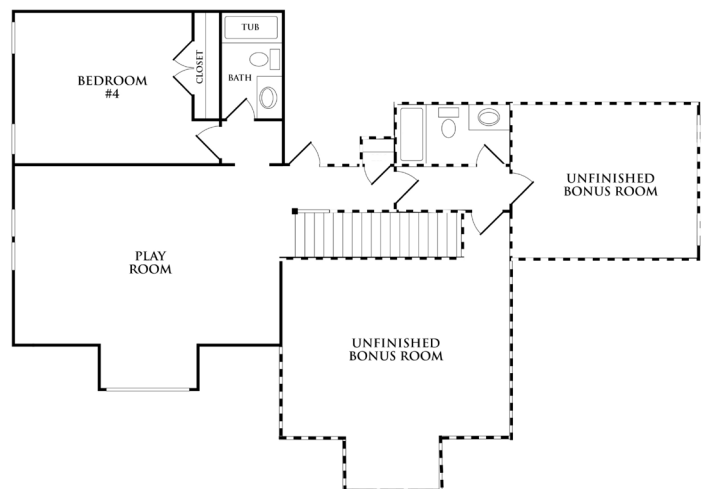 TUB
CLOSET
BATH
BEDROOM
#4
UNFINISHED
BONUS ROOM
PLAY
ROOM
UNFINISHED
BONUS ROOM